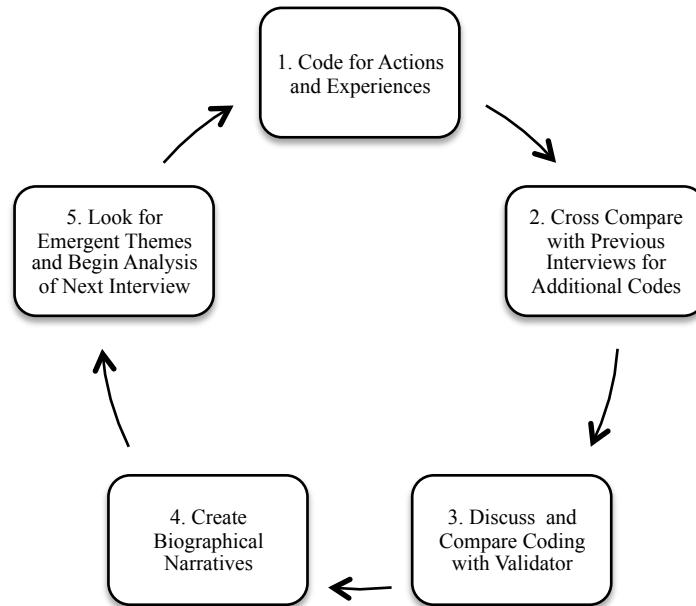 1. Code for Actions
and Experiences
2. Cross Compare
with Previous
Interviews for
Additional Codes
3. Discuss  and
Compare Coding
with Validator
4. Create
Biographical
Narratives
5. Look for
Emergent Themes
and Begin Analysis
of Next Interview